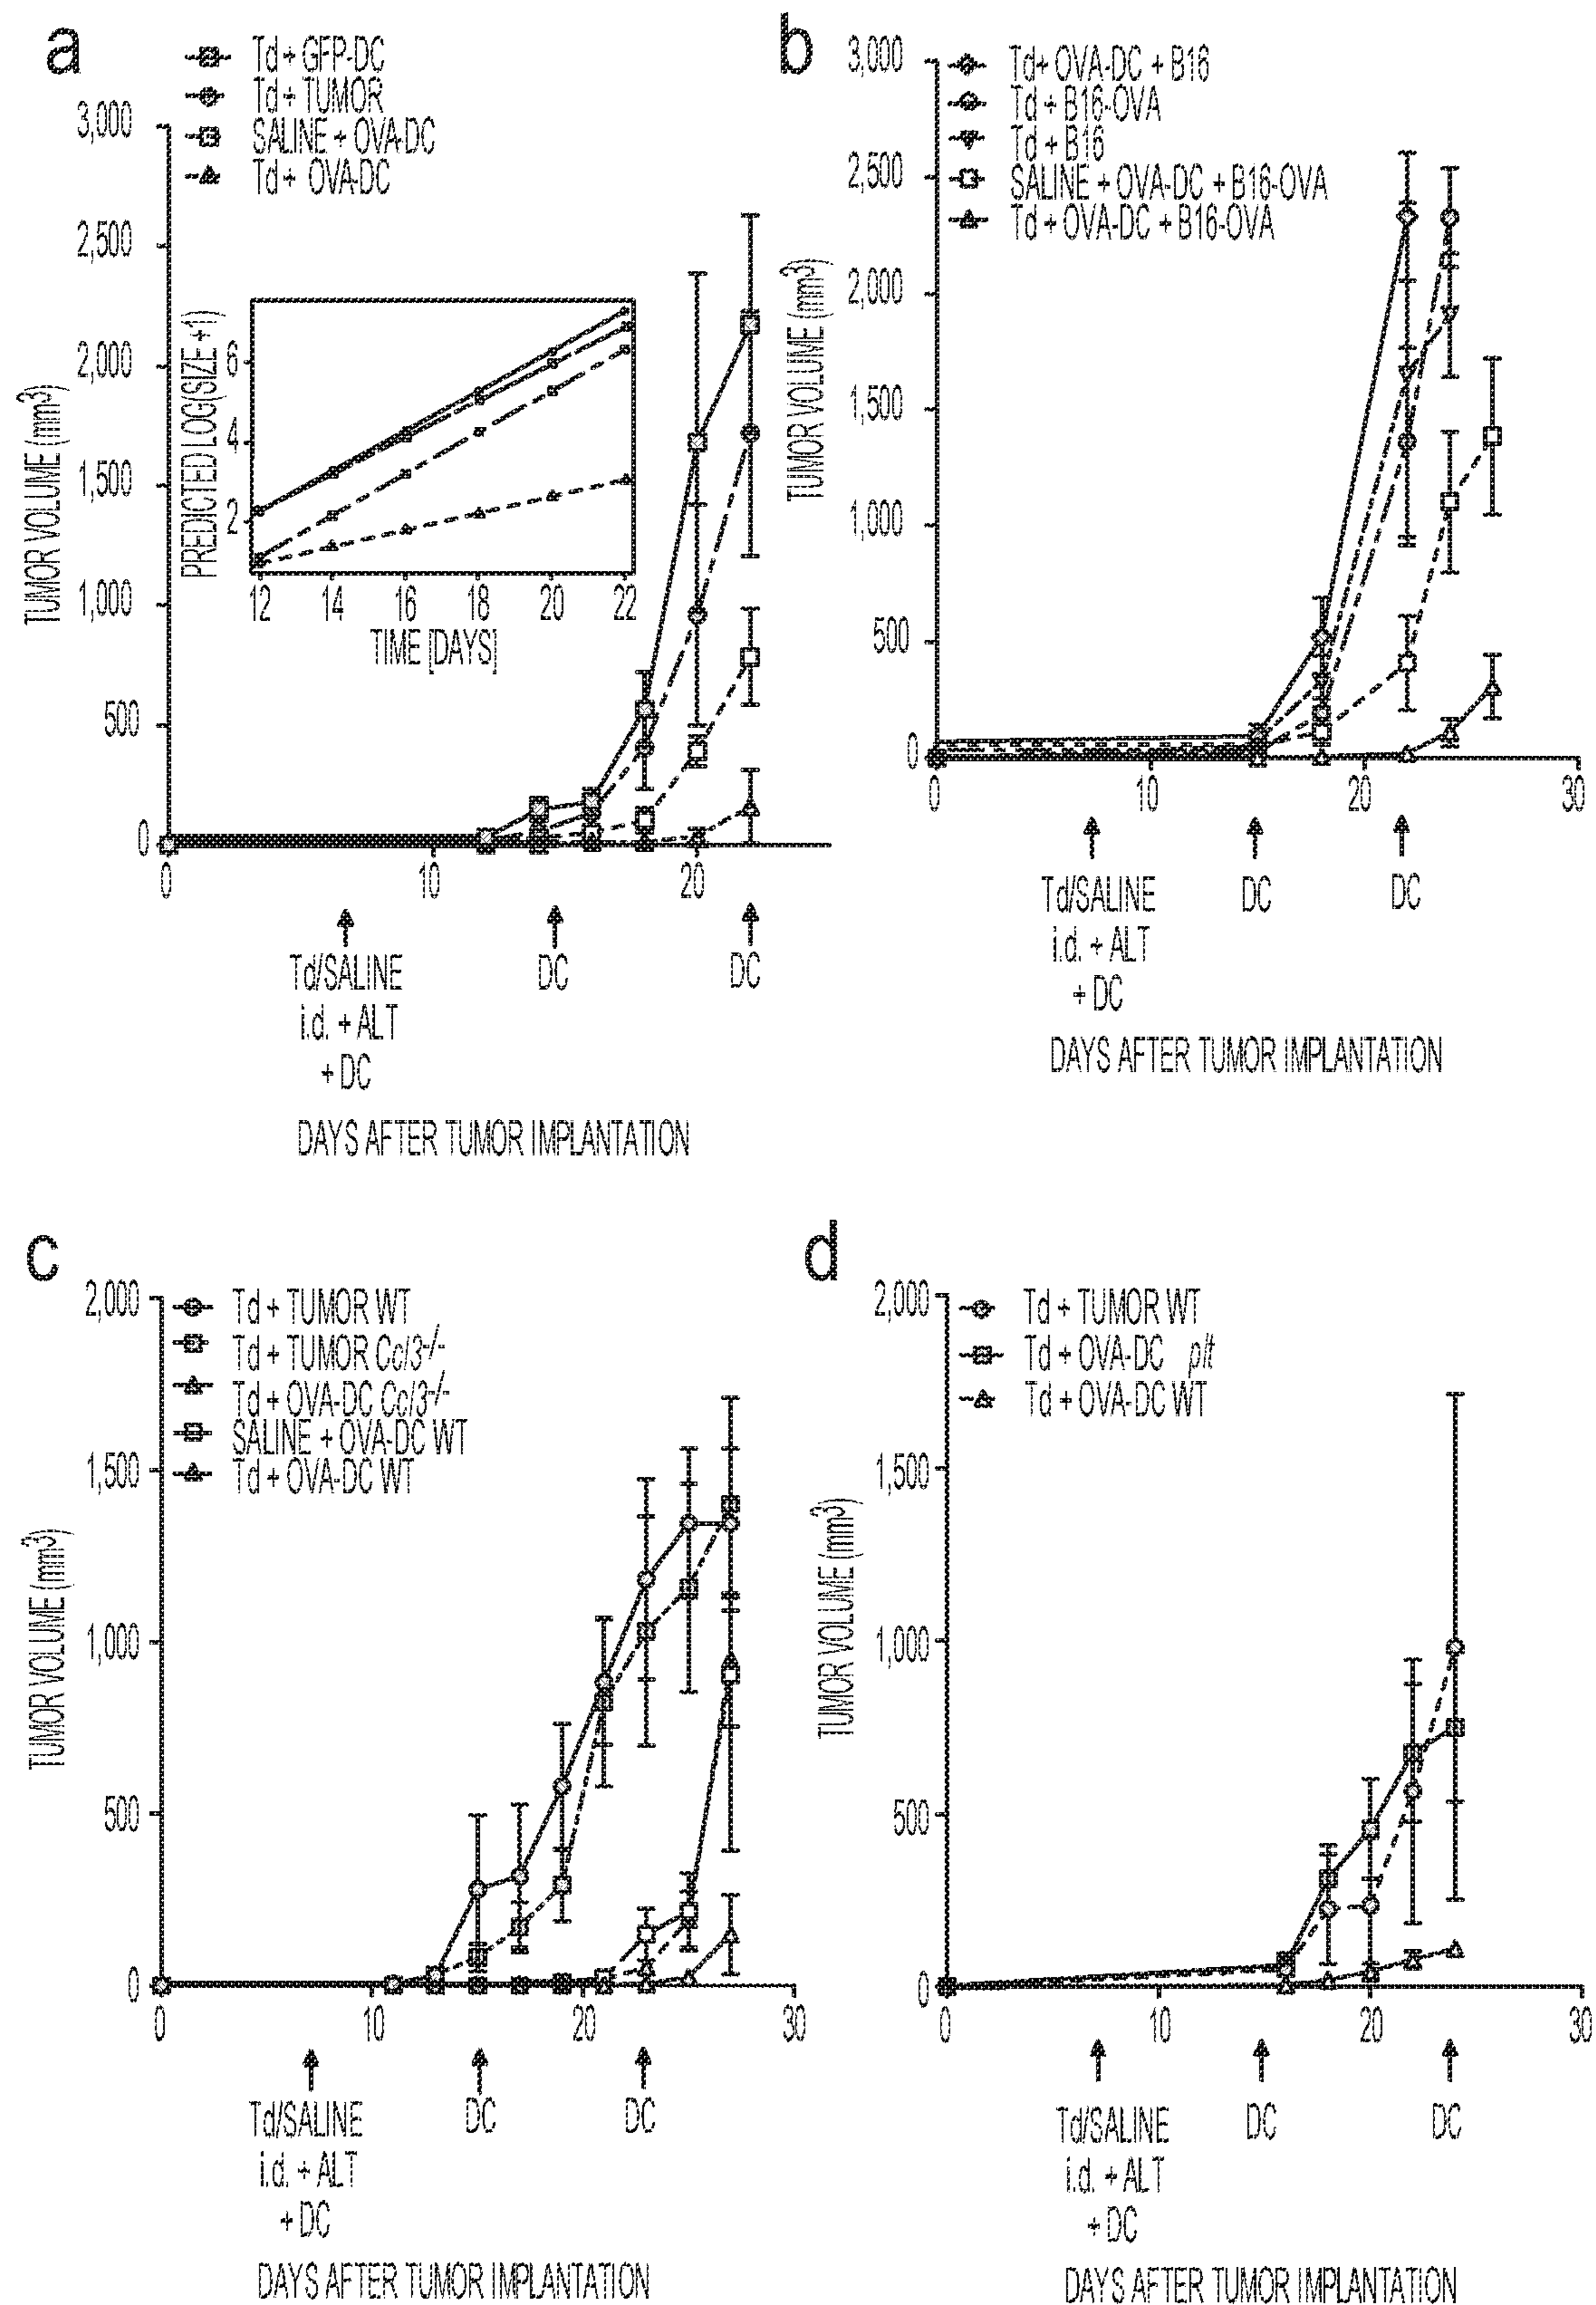 a
Td + GFP-DC
Td + TUMOR
SALINE + OVA-DC
Td + OVA-DC
3,000
2,500
2,000
1,500
1,000
500
0
TUMOR VOLUME (mm³)
PREDICTED LOG(SIZE +1)
6
4
2
12 14 16 18 20 22
TIME [DAYS]
0 10 20
Td/SALINE
i.d. + ALT
+ DC
DC
DC
DAYS AFTER TUMOR IMPLANTATION
b
Td+ OVA-DC + B16
Td + B16-OVA
Td + B16
SALINE + OVA-DC + B16-OVA
Td + OVA-DC + B16-OVA
3,000
2,500
2,000
1,500
1,000
500
0
TUMOR VOLUME (mm³)
0 10 20 30
Td/SALINE
i.d. + ALT
+ DC
DC
DC
DAYS AFTER TUMOR IMPLANTATION
c
Td + TUMOR WT
Td + TUMOR Ccl3-/-
Td + OVA-DC Ccl3-/-
SALINE + OVA-DC WT
Td + OVA-DC WT
2,000
1,500
1,000
500
0
TUMOR VOLUME (mm³)
0 10 20 30
Td/SALINE
i.d. + ALT
+ DC
DC
DC
DAYS AFTER TUMOR IMPLANTATION
d
Td + TUMOR WT
Td + OVA-DC plt
Td + OVA-DC WT
2,000
1,500
1,000
500
0
TUMOR VOLUME (mm³)
0 10 20 30
Td/SALINE
i.d. + ALT
+ DC
DC
DC
DAYS AFTER TUMOR IMPLANTATION